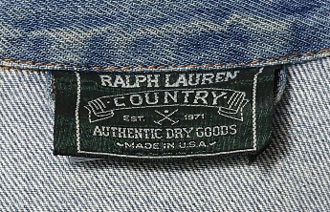 RALPH LAUREN
COUNTRY
EST. 1971
AUTHENTIC DRY GOODS
MADE IN U.S.A.